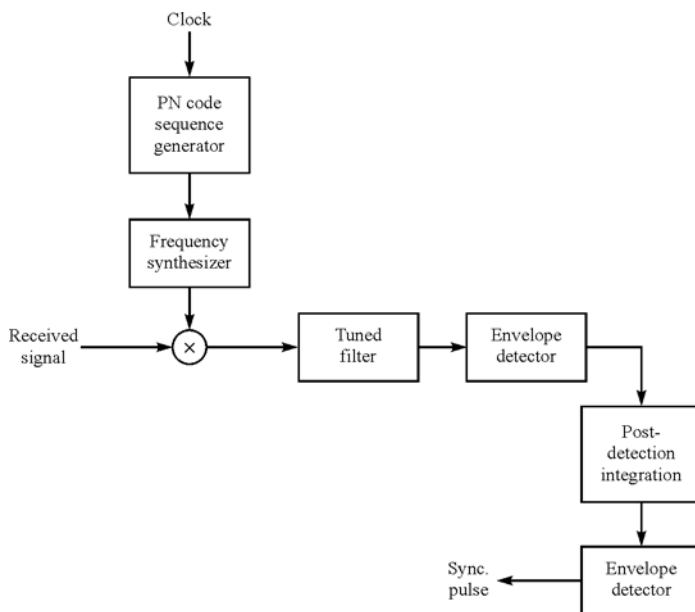 Clock
PN code
sequence
generator
Frequency
synthesizer
Received
signal
×
Tuned
filter
Envelope
detector
Post-
detection
integration
Sync.
pulse
Envelope
detector